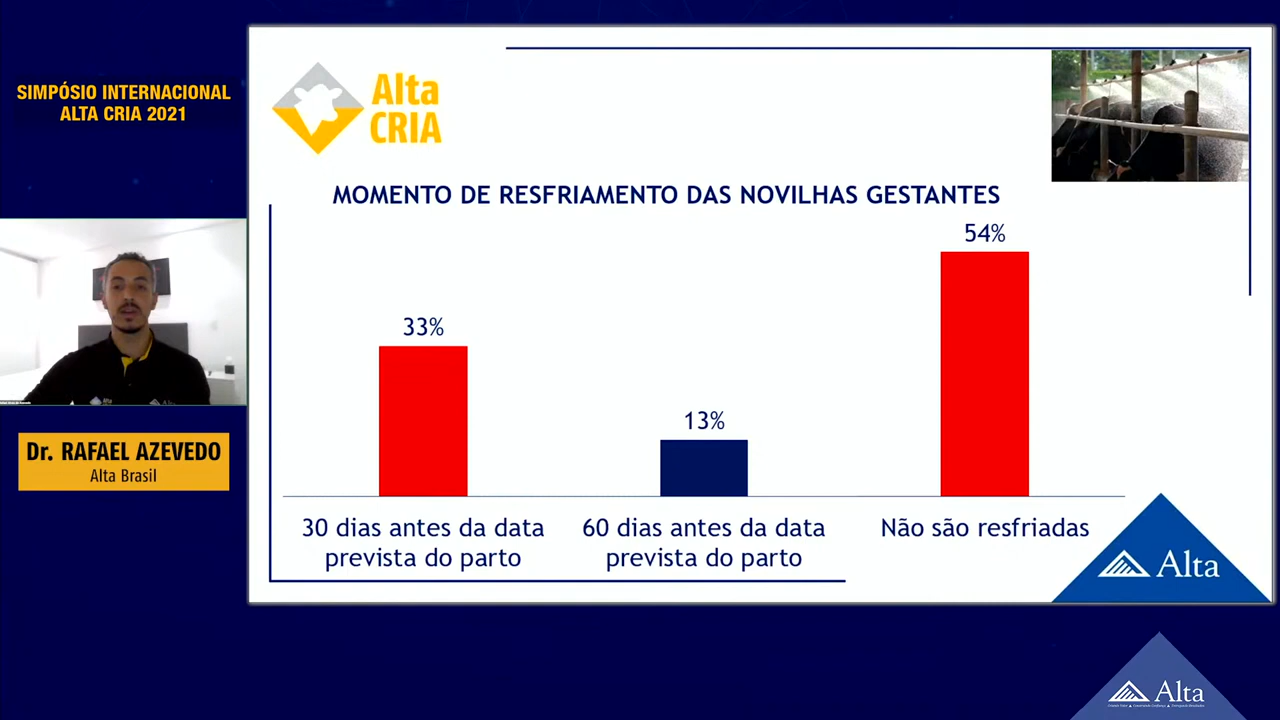 SIMPÓSIO INTERNACIONAL
ALTA CRIA 2021
Alta
CRIA
MOMENTO DE RESFRIAMENTO DAS NOVILHAS GESTANTES
33%
13%
54%
30 dias antes da data
prevista do parto
60 dias antes da data
prevista do parto
Não são resfriadas
Alta
Dr. RAFAEL AZEVEDO
Alta Brasil
Alta
Alta